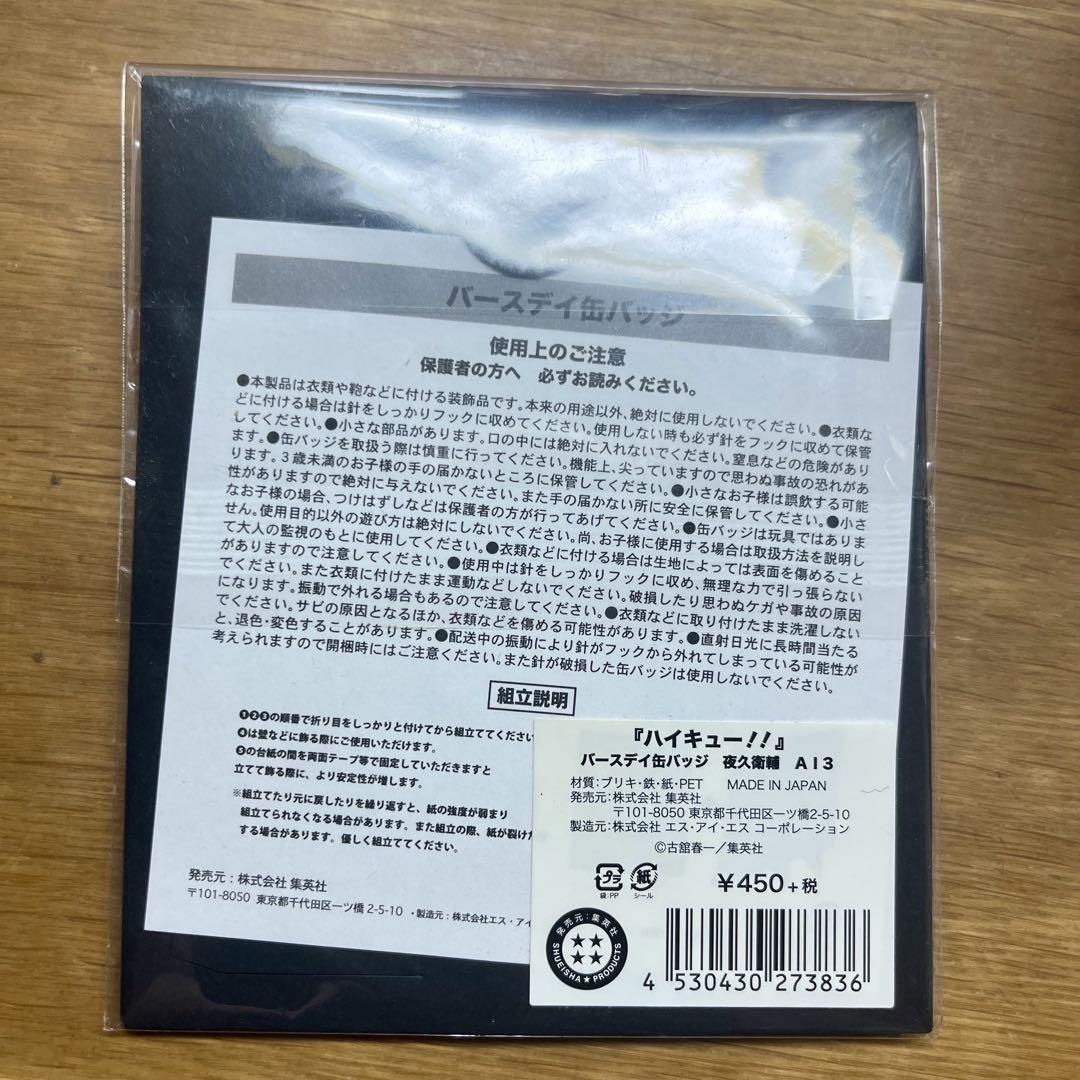 バースデイ缶バッジ
使用上のご注意
保護者の方へ　必ずお読みください。
●本製品は衣類や鞄などに付ける装飾品です。本来の用途以外、絶対に使用しないでください。●衣類な
どに付ける場合は針をしっかりフックに収めてください。使用しない時も必ず針をフックに収めて保管
してください。●小さな部品があります。口の中には絶対に入れないでください。窒息などの危険があり
ます。●缶バッジを取扱う際は慎重に行ってください。機能上、尖っていますので思わぬ事故の恐れがあ
ります。3歳未満のお子様の手の届かないところに保管してください。●小さなお子様は誤飲する可能
性がありますので絶対に与えないでください。また手の届かない所に安全に保管してください。●小さ
なお子様の場合、つけはずしなどは保護者の方が行ってあげてください。●缶バッジは玩具ではありま
せん。使用目的以外の遊び方は絶対にしないでください。尚、お子様に使用する場合は取扱方法を説明し
て大人の監視のもとに使用してください。●衣類などに付ける場合は生地によっては表面を傷めること
がありますので注意してください。●使用中は針をしっかりフックに収め、無理な力で引っ張らない
でください。また衣類に付けたまま運動などしないでください。破損したり思わぬケガや事故の原因
になります。振動で外れる場合もあるので注意してください。●衣類などに取り付けたまま洗濯しない
でください。サビの原因となるほか、衣類などを傷める可能性があります。●直射日光に長時間当たる
と、退色・変色することがあります。●配送中の振動により針がフックから外れてしまっている可能性が
考えられますので開梱時にはご注意ください。また針が破損した缶バッジは使用しないでください。
組立説明
❶❷❸の順番で折り目をしっかりと付けてから組立ててくださ
❹は壁などに飾る際にご使用いただけます。
❺の台紙の間を両面テープ等で固定していただきますと
立てて飾る際に、より安定性が増します。
※組立てたり元に戻したりを繰り返すと、紙の強度が弱まり
組立てられなくなる場合があります。また組立の際、紙が裂け
する場合があります。優しく組立ててください。
発売元：株式会社 集英社
〒101-8050 東京都千代田区一ツ橋 2-5-10 ・製造元：株式会社エス・アイ
『ハイキュー!!』
バースデイ缶バッジ　夜久衛輔　A13
材質：ブリキ・鉄・紙・PET　MADE IN JAPAN
発売元：株式会社 集英社
〒101-8050 東京都千代田区一ツ橋2-5-10
製造元：株式会社 エス・アイ・エス コーポレーション
©古舘春一／集英社
プラ 紙
袋：PP シール
¥450+税
発売元：集英社
SHUEISHA★PRODUCTS
4 530430 273836